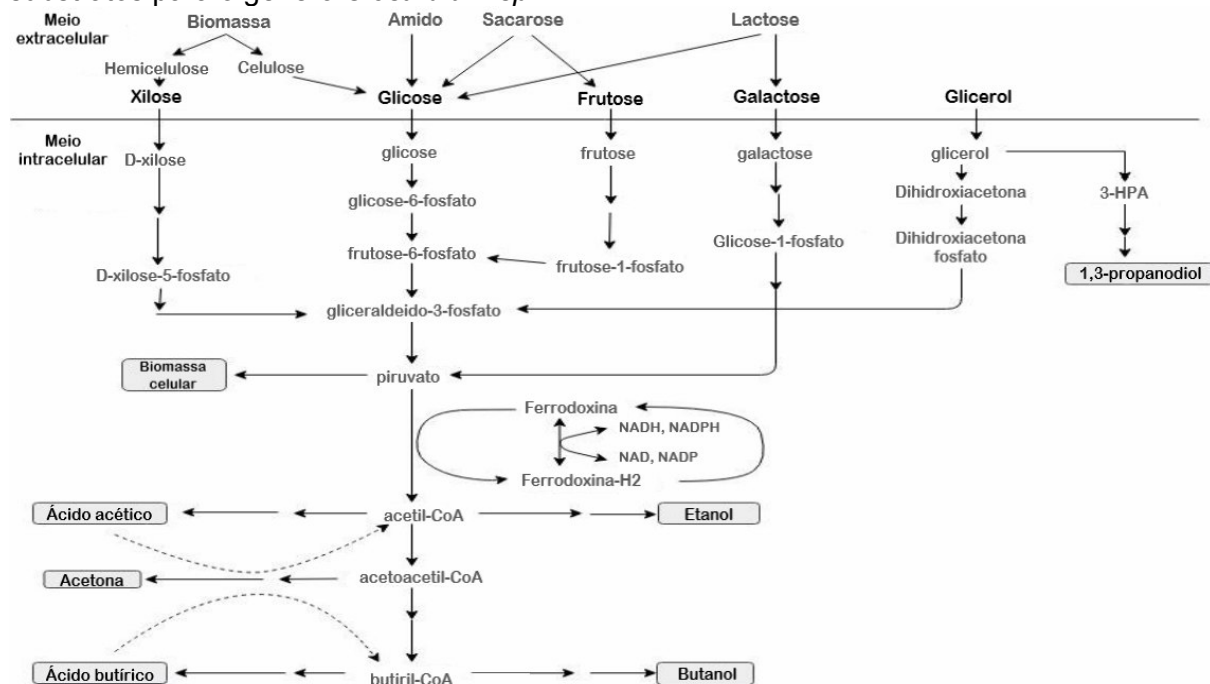 Meio
extracelular
Biomassa
Amido
Sacarose
Lactose
Hemicelulose
Celulose
Xilose
Glicose
Frutose
Galactose
Glicerol
Meio
intracelular
D-xilose
glicose
frutose
galactose
glicerol
glicose-6-fosfato
Dihidroxiacetona
3-HPA
frutose-6-fosfato
frutose-1-fosfato
Glicose-1-fosfato
Dihidroxiacetona
fosfato
D-xilose-5-fosfato
1,3-propanodiol
gliceraldeido-3-fosfato
Biomassa
celular
piruvato
Ferrodoxina
NADH, NADPH
NAD, NADP
Ferrodoxina-H2
Ácido acético
acetil-CoA
Etanol
Acetona
acetoacetil-CoA
Ácido butírico
butiril-CoA
Butanol